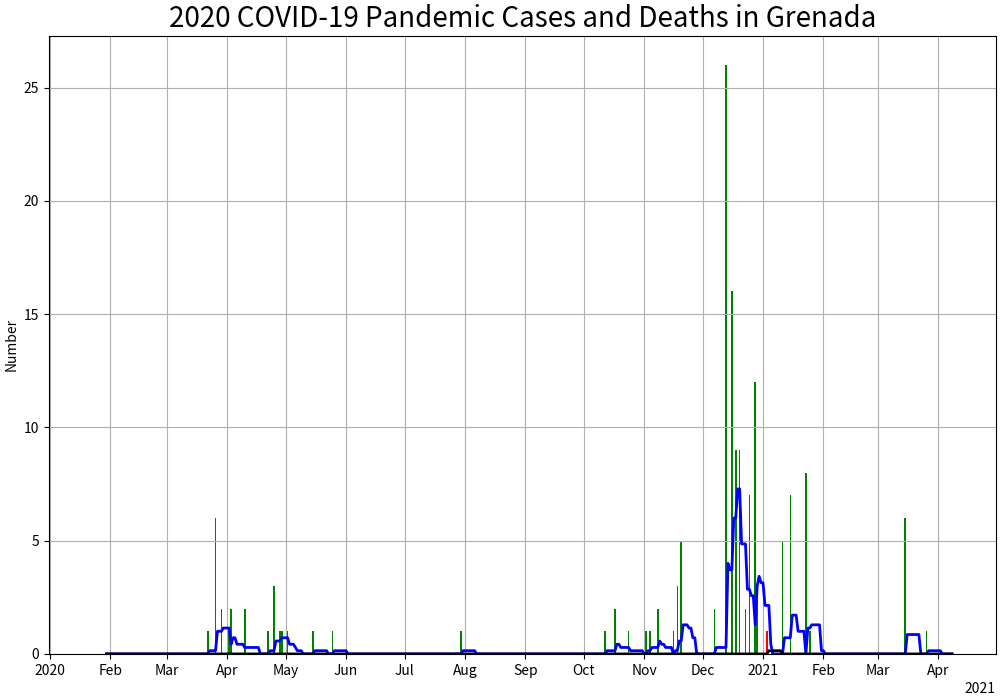 2020 COVID-19 Pandemic Cases and Deaths in Grenada
25
20
15
10
5
0
Number
2020 Feb Mar Apr May Jun Jul Aug Sep Oct Nov Dec 2021 Feb Mar Apr
2021